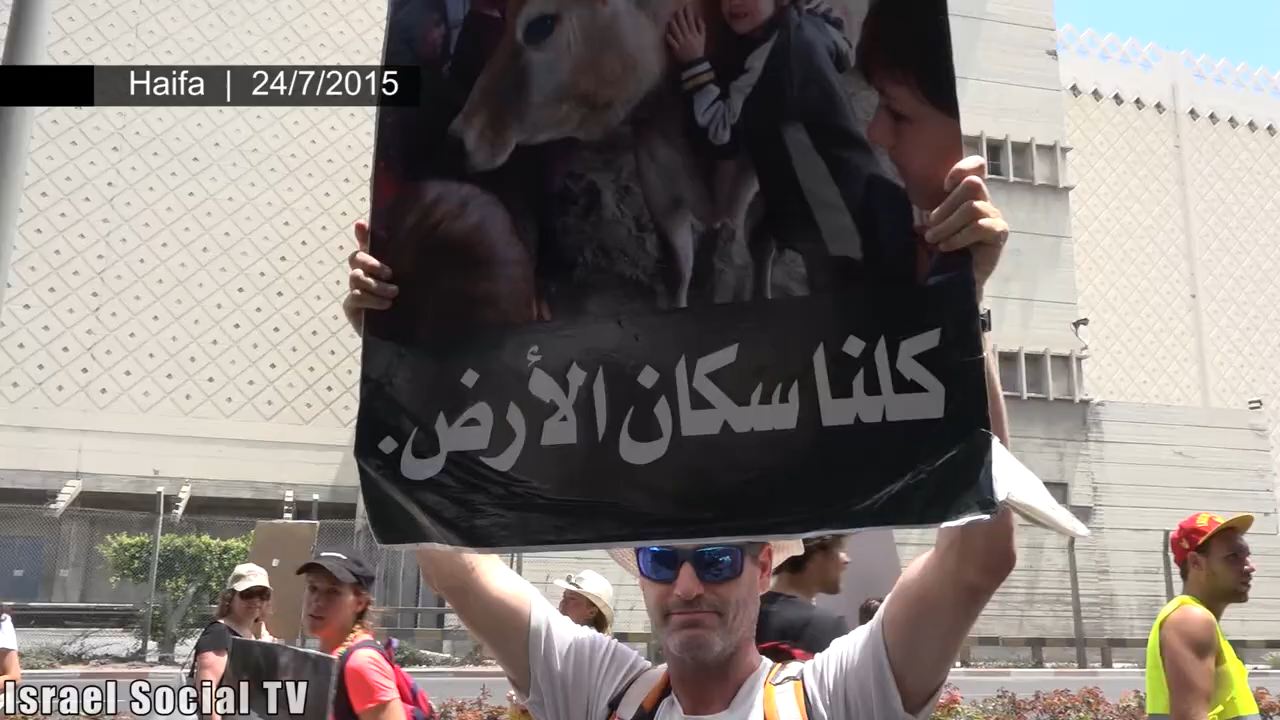 Haifa | 24/7/2015
كلنا سكان الأرض.
Israel Social TV